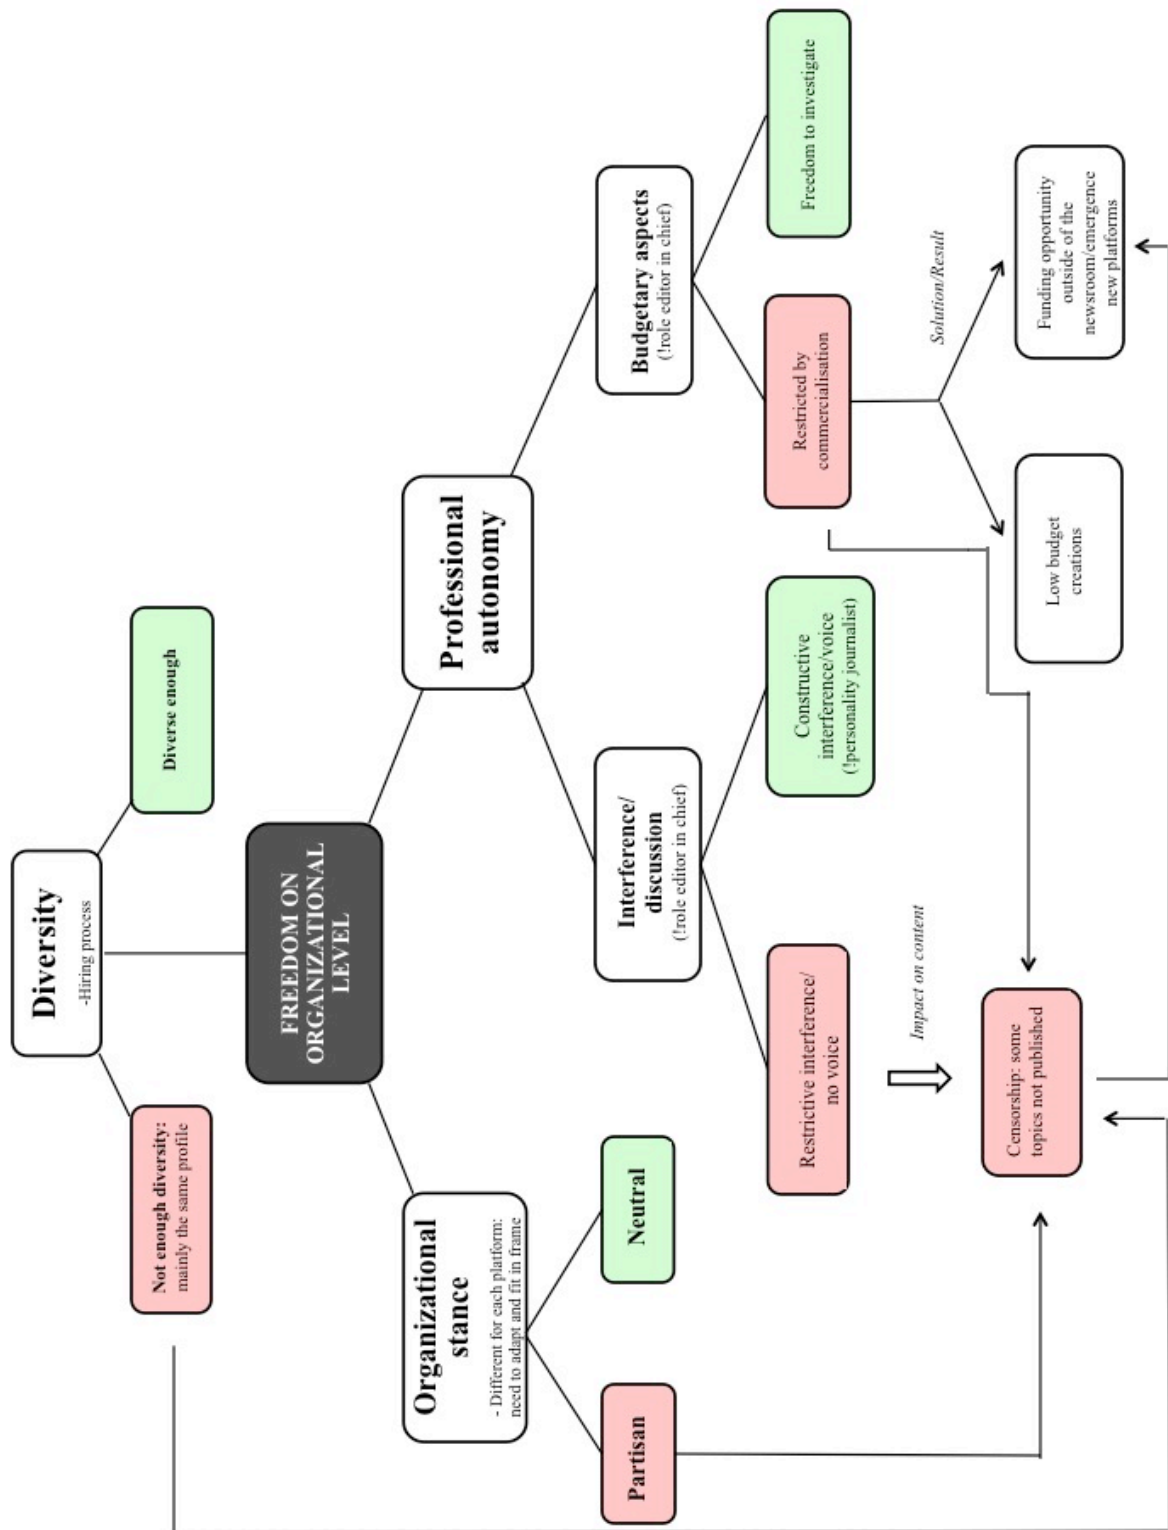 Diversity
-Hiring process
Not enough diversity:
mainly the same profile
Diverse enough
FREEDOM ON
ORGANIZATIONAL
LEVEL
Organizational
stance
- Different for each platform:
need to adapt and fit in frame
Professional
autonomy
Partisan
Neutral
Interference/
discussion
(!role editor in chief)
Budgetary aspects
(!role editor in chief)
Restrictive interference/
no voice
Constructive
interference/voice
(!personality journalist)
Restricted by
commercialisation
Freedom to investigate
Impact on content
Solution/Result
Censorship: some
topics not published
Low budget
creations
Funding opportunity
outside of the
newsroom/emergence
new platforms